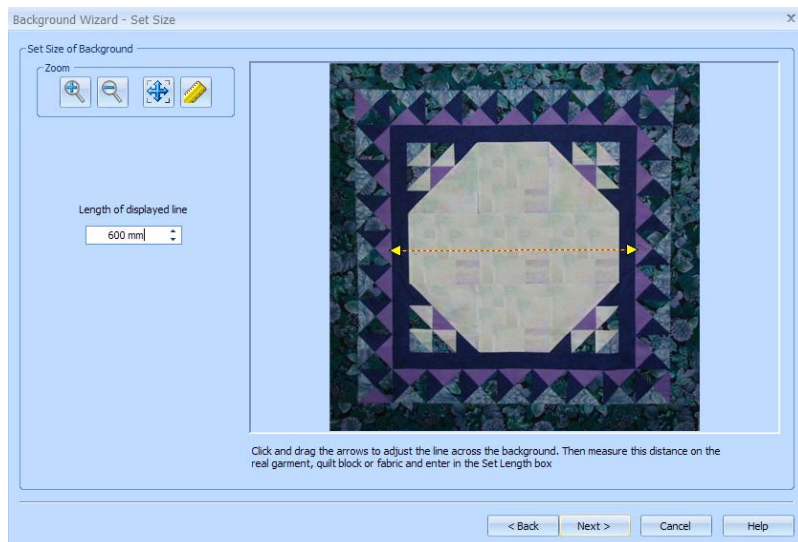 Background Wizard - Set Size
x
Set Size of Background
Zoom
Length of displayed line
600 mm
Click and drag the arrows to adjust the line across the background. Then measure this distance on the
real garment, quilt block or fabric and enter in the Set Length box
< Back
Next >
Cancel
Help